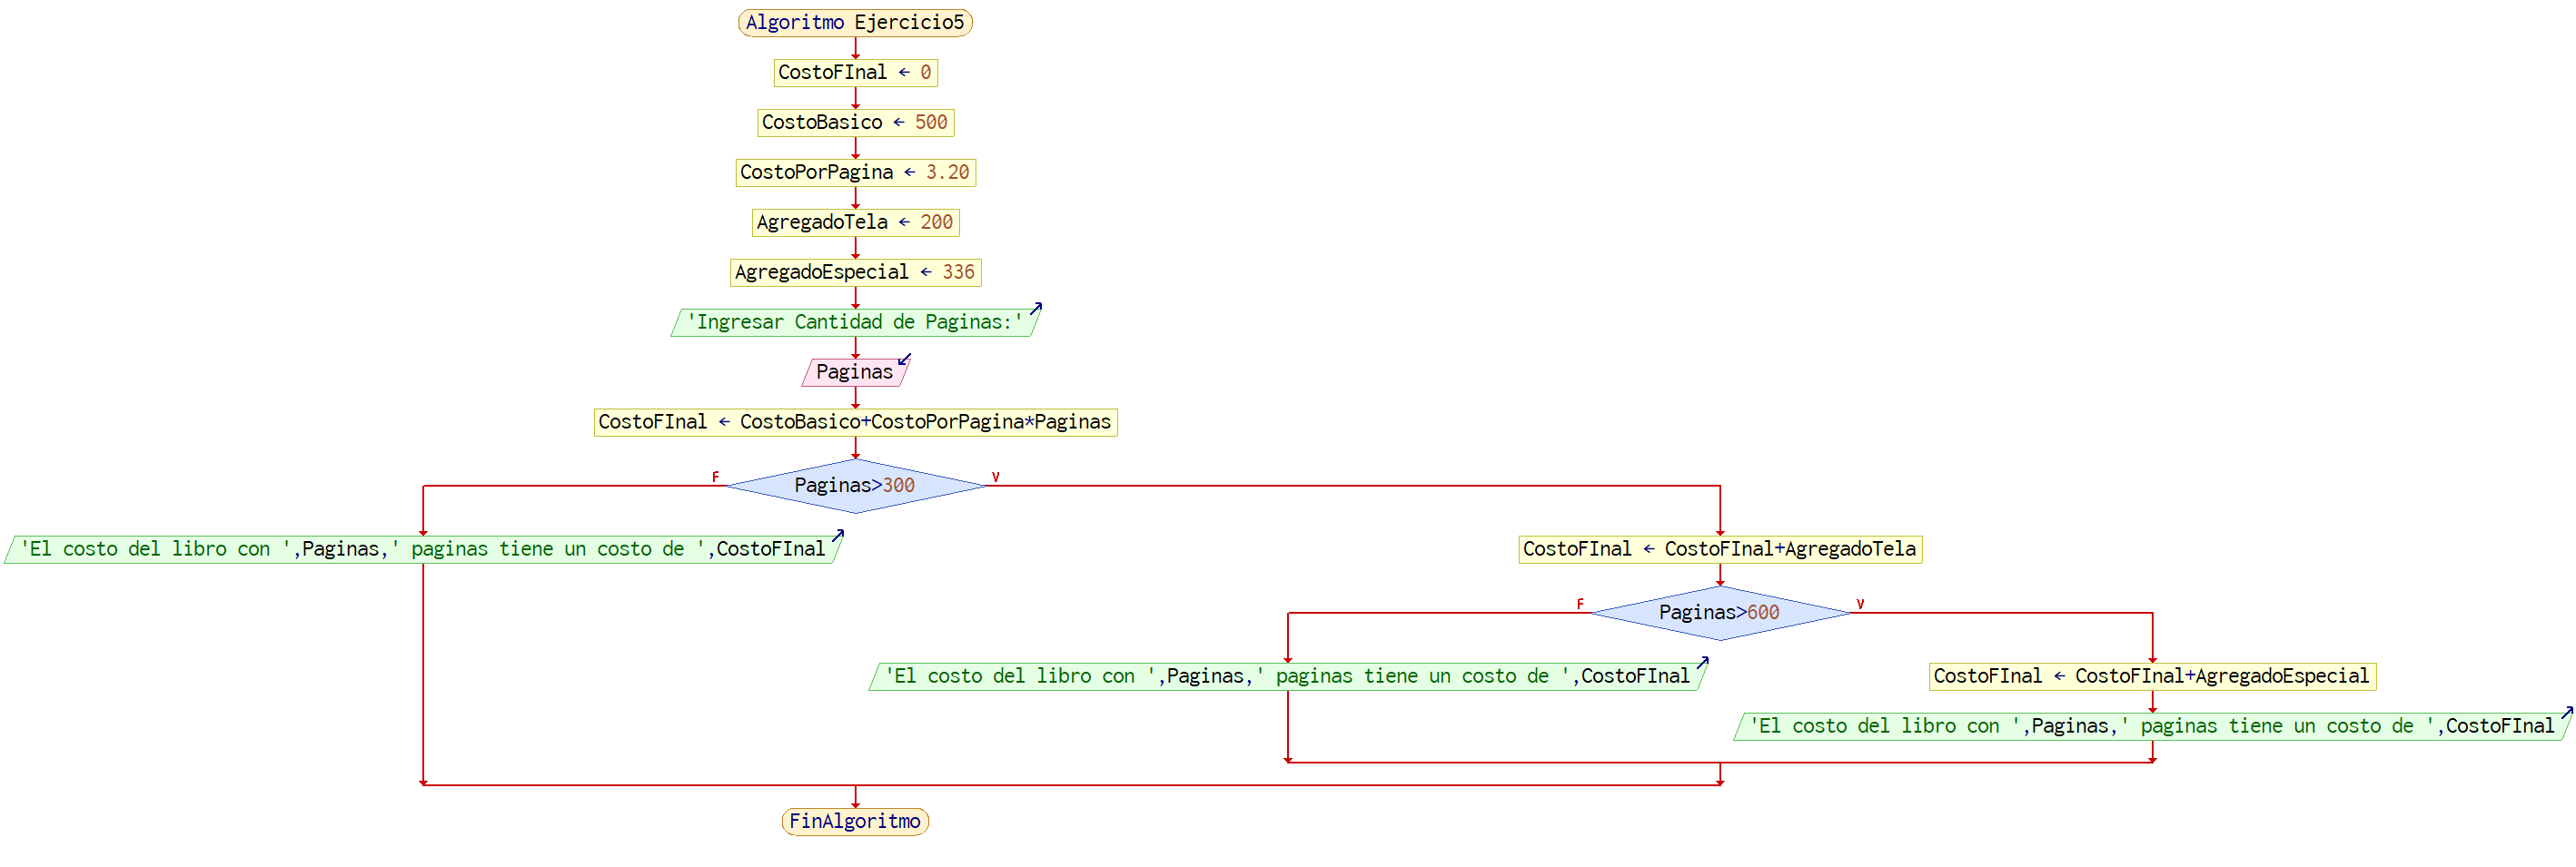 Algoritmo Ejercicio5
CostoFInal ← 0
CostoBasico ← 500
CostoPorPagina ← 3.20
AgregadoTela ← 200
AgregadoEspecial ← 336
'Ingresar Cantidad de Paginas:'
Paginas
CostoFInal ← CostoBasico+CostoPorPagina*Paginas
F
Paginas>300
V
'El costo del libro con ',Paginas,' paginas tiene un costo de ',CostoFInal
CostoFInal ← CostoFInal+AgregadoTela
F
Paginas>600
V
'El costo del libro con ',Paginas,' paginas tiene un costo de ',CostoFInal
CostoFInal ← CostoFInal+AgregadoEspecial
'El costo del libro con ',Paginas,' paginas tiene un costo de ',CostoFInal
FinAlgoritmo